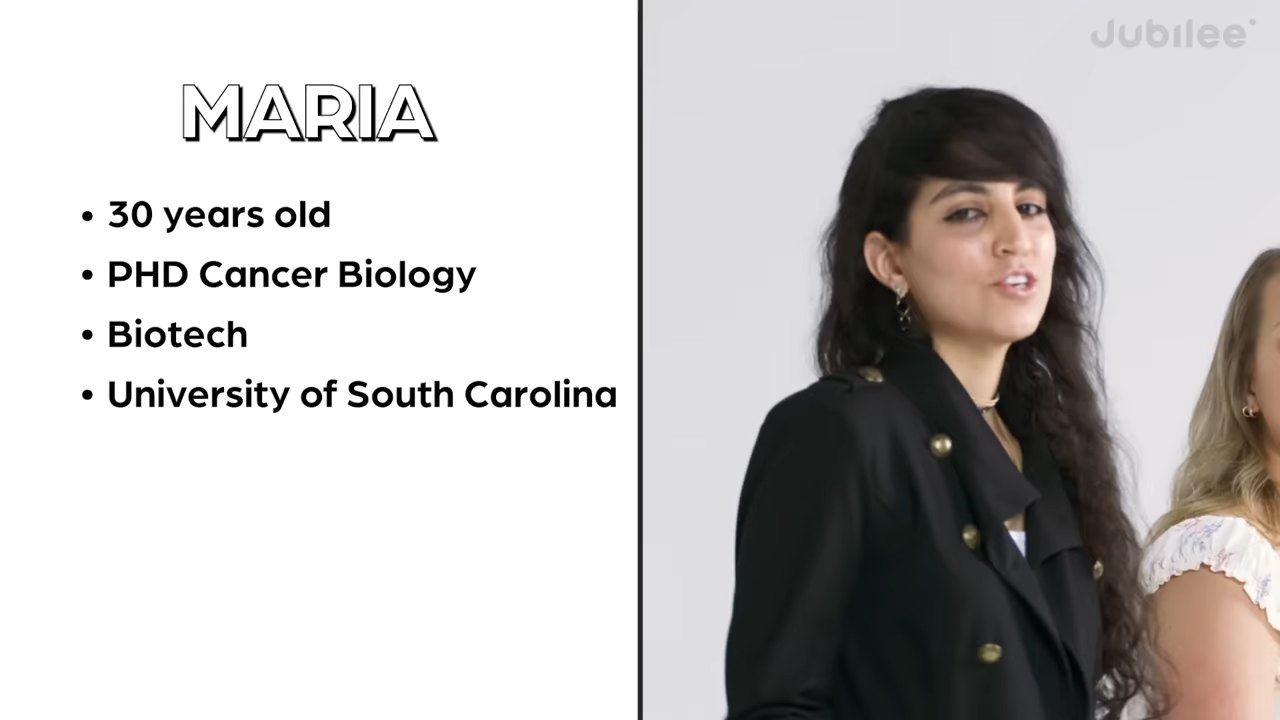 Jubilee
MARIA
• 30 years old
• PHD Cancer Biology
• Biotech
• University of South Carolina